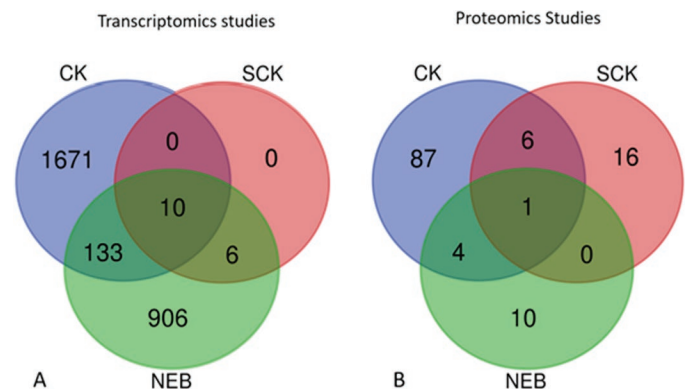 Transcriptomics studies
CK
SCK
1671
0
0
10
133
6
906
A
NEB
Proteomics Studies
CK
SCK
87
6
16
1
4
0
10
B
NEB